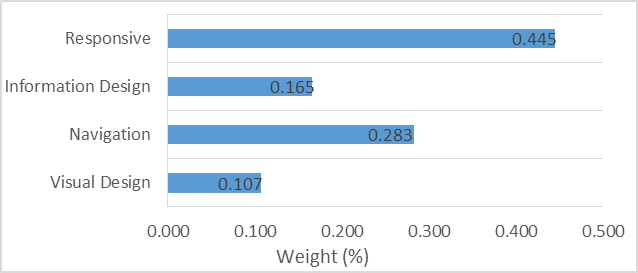 Responsive
0.445
Information Design
0.165
Navigation
0.283
Visual Design
0.107
0.000 0.100 0.200 0.300 0.400 0.500
Weight (%)